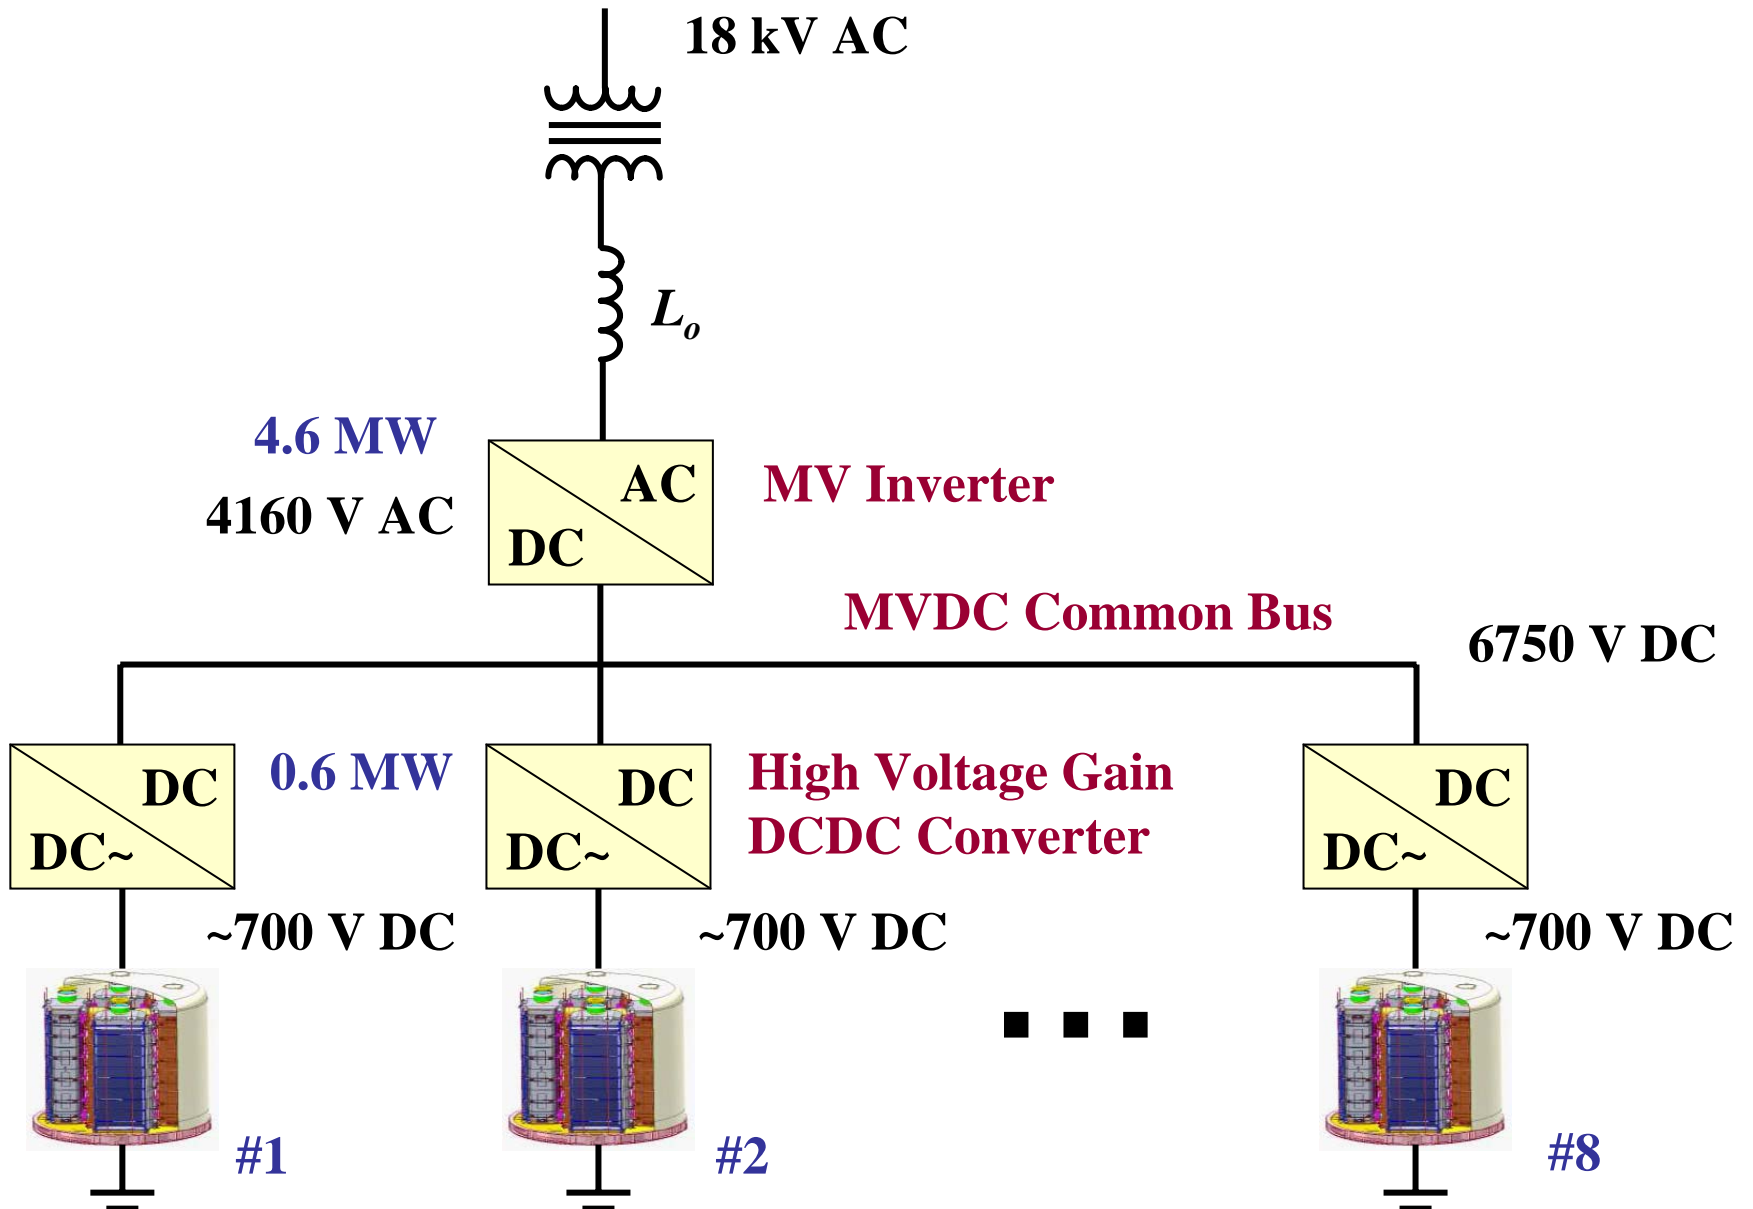 18 kV AC
Lo
4.6 MW
4160 V AC
AC
DC
MV Inverter
MVDC Common Bus
6750 V DC
DC
DC~
0.6 MW
DC
DC~
High Voltage Gain
DCDC Converter
DC
DC~
~700 V DC
~700 V DC
~700 V DC
#1
#2
#8